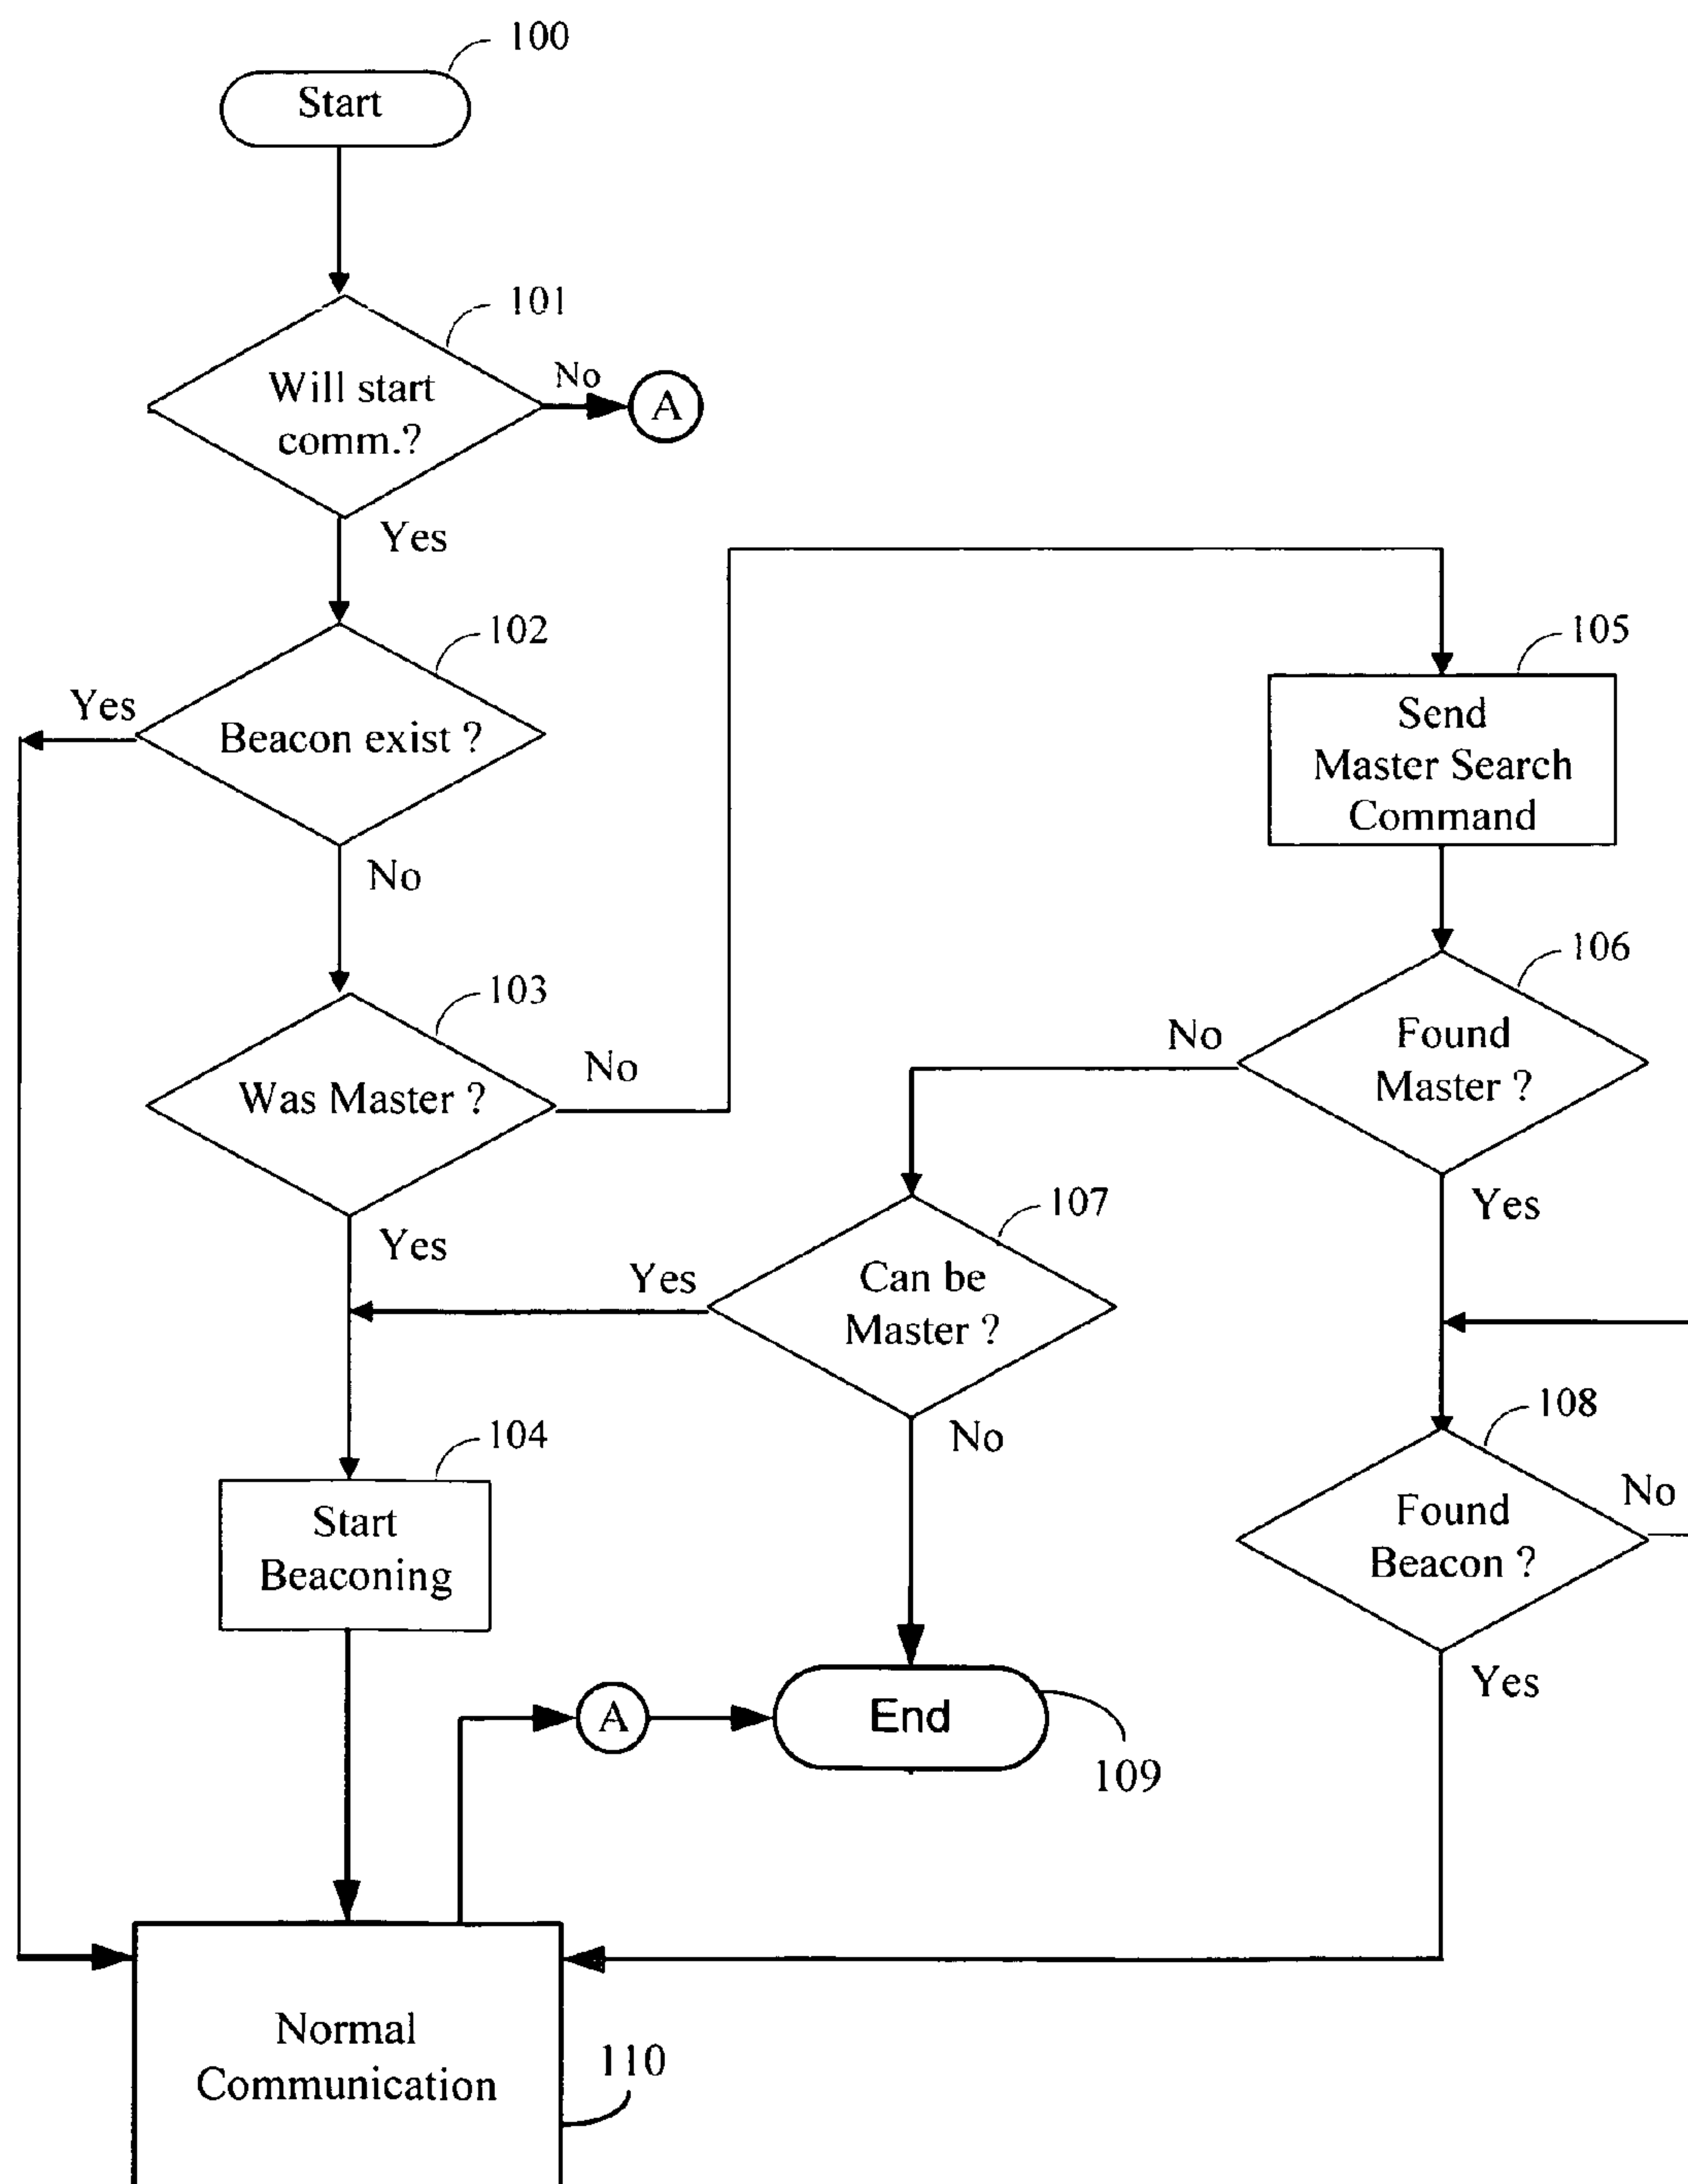 100
Start
101
Will start
comm.?
No
A
Yes
102
Beacon exist ?
Yes
No
103
Was Master ?
No
Yes
105
Send
Master Search
Command
106
Found
Master ?
No
Yes
107
Can be
Master ?
Yes
No
108
Found
Beacon ?
No
Yes
104
Start
Beaconing
A
End
109
Normal
Communication
110